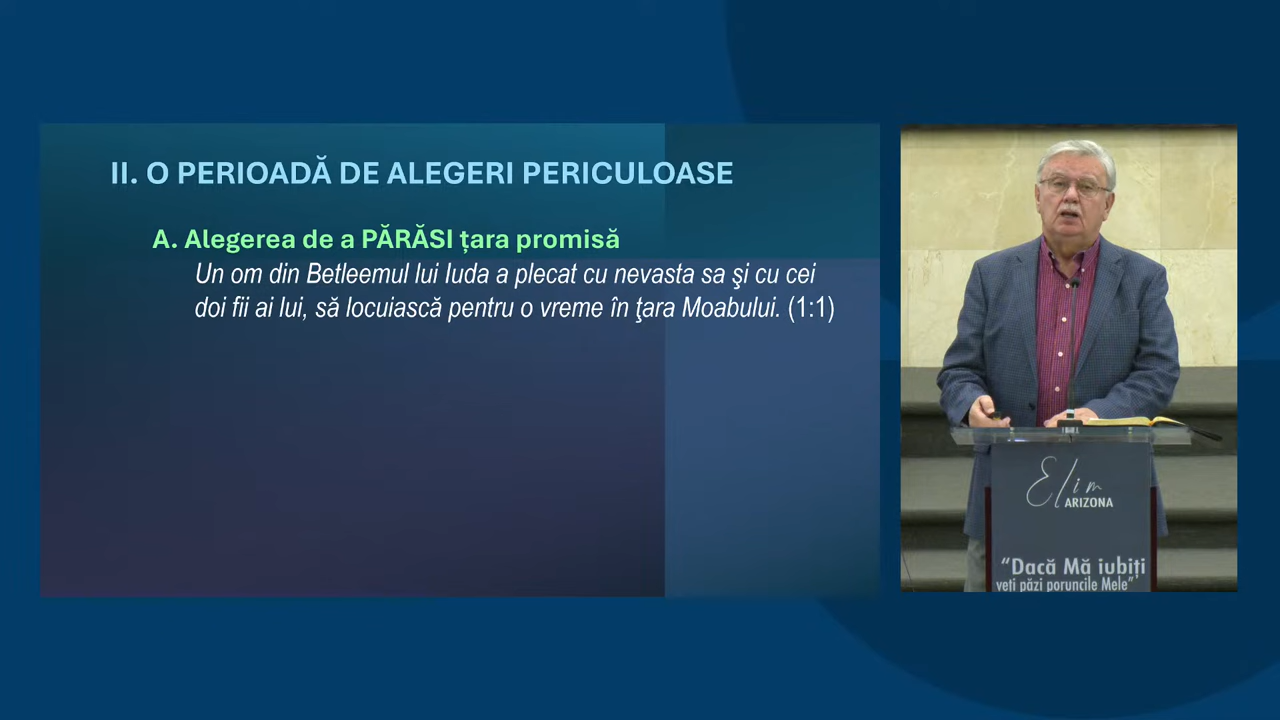 II. O PERIOADĂ DE ALEGERI PERICULOASE
A. Alegerea de a PĂRĂSI țara promisă
Un om din Betleemul lui Iuda a plecat cu nevasta sa şi cu cei
doi fii ai lui, să locuiască pentru o vreme în ţara Moabului. (1:1)
Elim
ARIZONA
“Dacă Mă iubiți
veți păzi poruncile Mele”